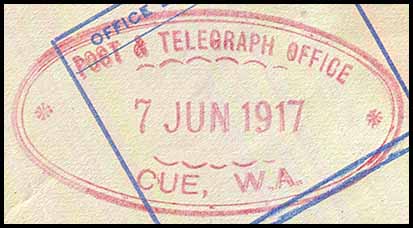 OFFICE
POST & TELEGRAPH OFFICE
7 JUN 1917
CUE, W.A.